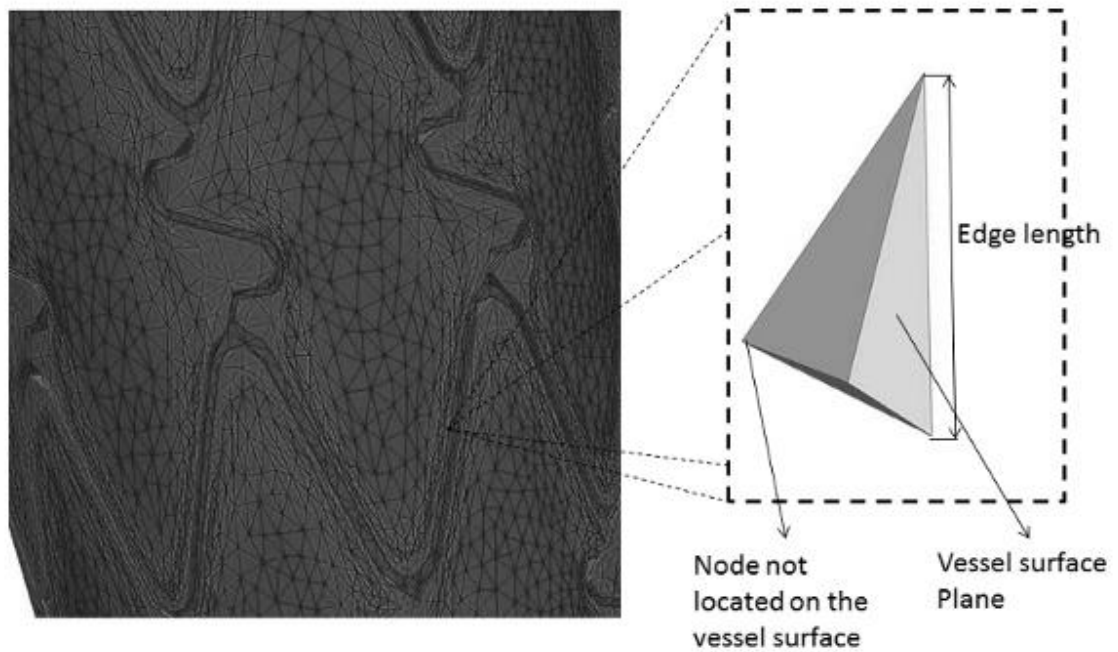 Edge length
Node not
located on the
vessel surface
Vessel surface
Plane